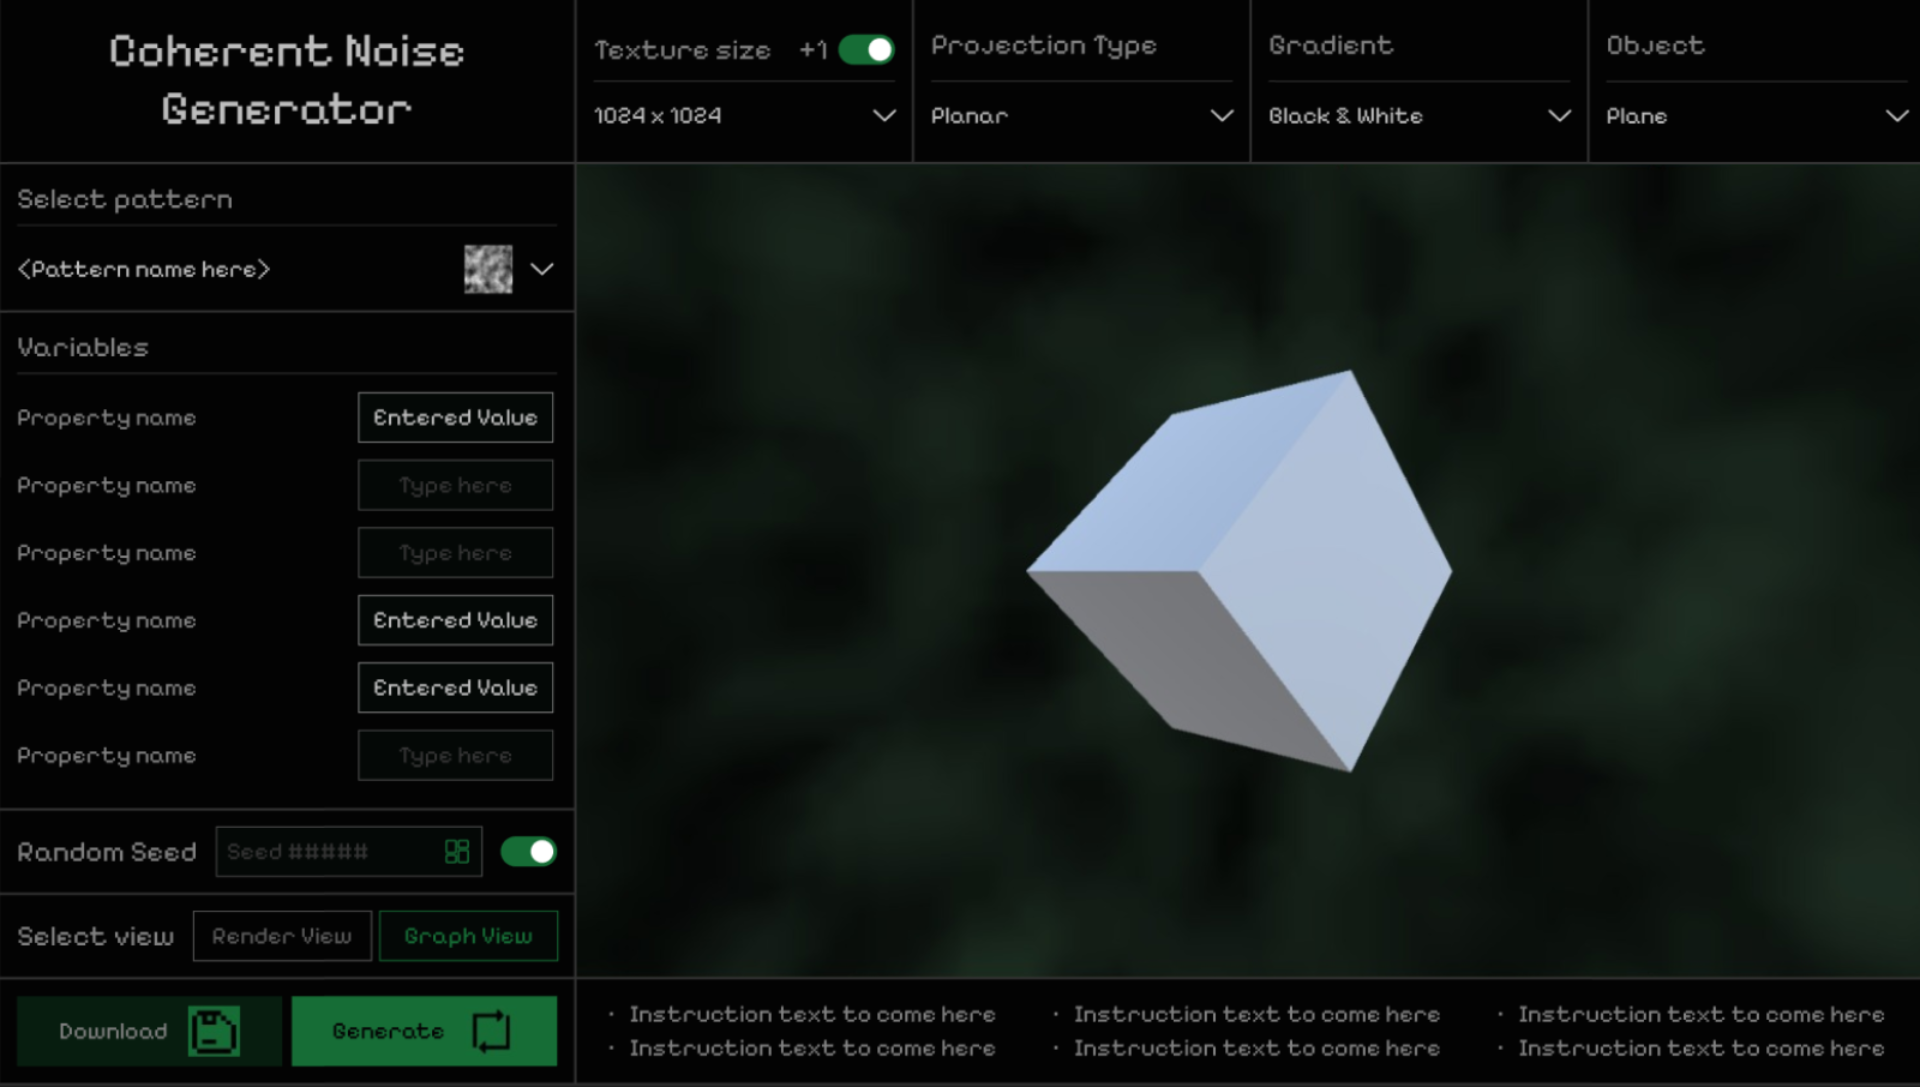 Coherent Noise
Generator
Texture size +1
1024 x 1024
Projection Type
Planar
Gradient
Black & White
Object
Plane
Select pattern
<Pattern name here>
Variables
Property name Entered Value
Property name Type here
Property name Type here
Property name Entered Value
Property name Entered Value
Property name Type here
Random Seed Seed #####
Select view Render View Graph View
Download Generate
· Instruction text to come here
· Instruction text to come here
· Instruction text to come here
· Instruction text to come here
· Instruction text to come here
· Instruction text to come here